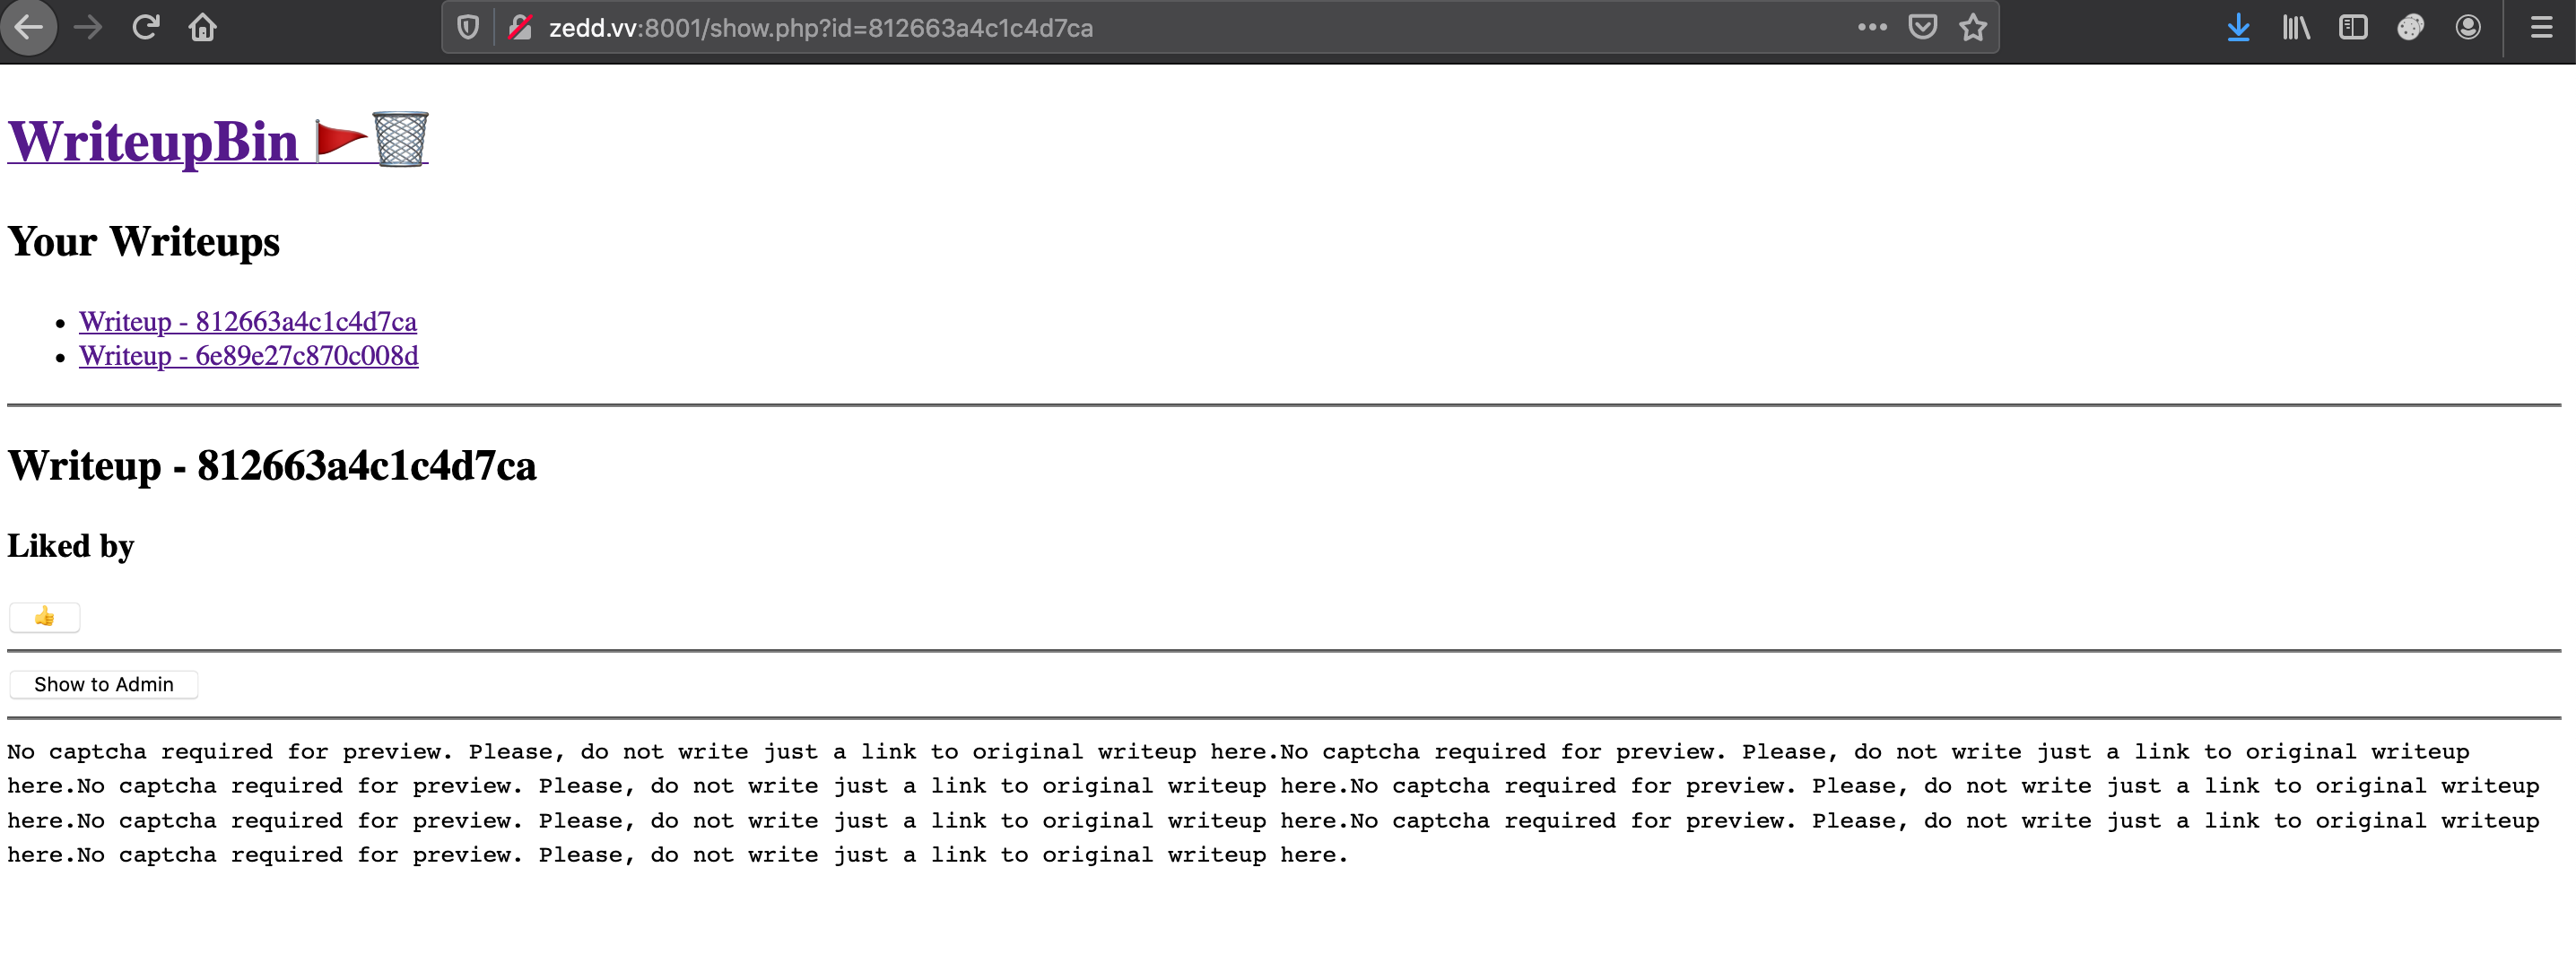 zedd.vv:8001/show.php?id=812663a4c1c4d7ca
WriteupBin
Your Writeups
Writeup - 812663a4c1c4d7ca
Writeup - 6e89e27c870c008d
Writeup - 812663a4c1c4d7ca
Liked by
Show to Admin
No captcha required for preview. Please, do not write just a link to original writeup here.No captcha required for preview. Please, do not write just a link to original writeup
here.No captcha required for preview. Please, do not write just a link to original writeup here.No captcha required for preview. Please, do not write just a link to original writeup
here.No captcha required for preview. Please, do not write just a link to original writeup here.No captcha required for preview. Please, do not write just a link to original writeup
here.No captcha required for preview. Please, do not write just a link to original writeup here.